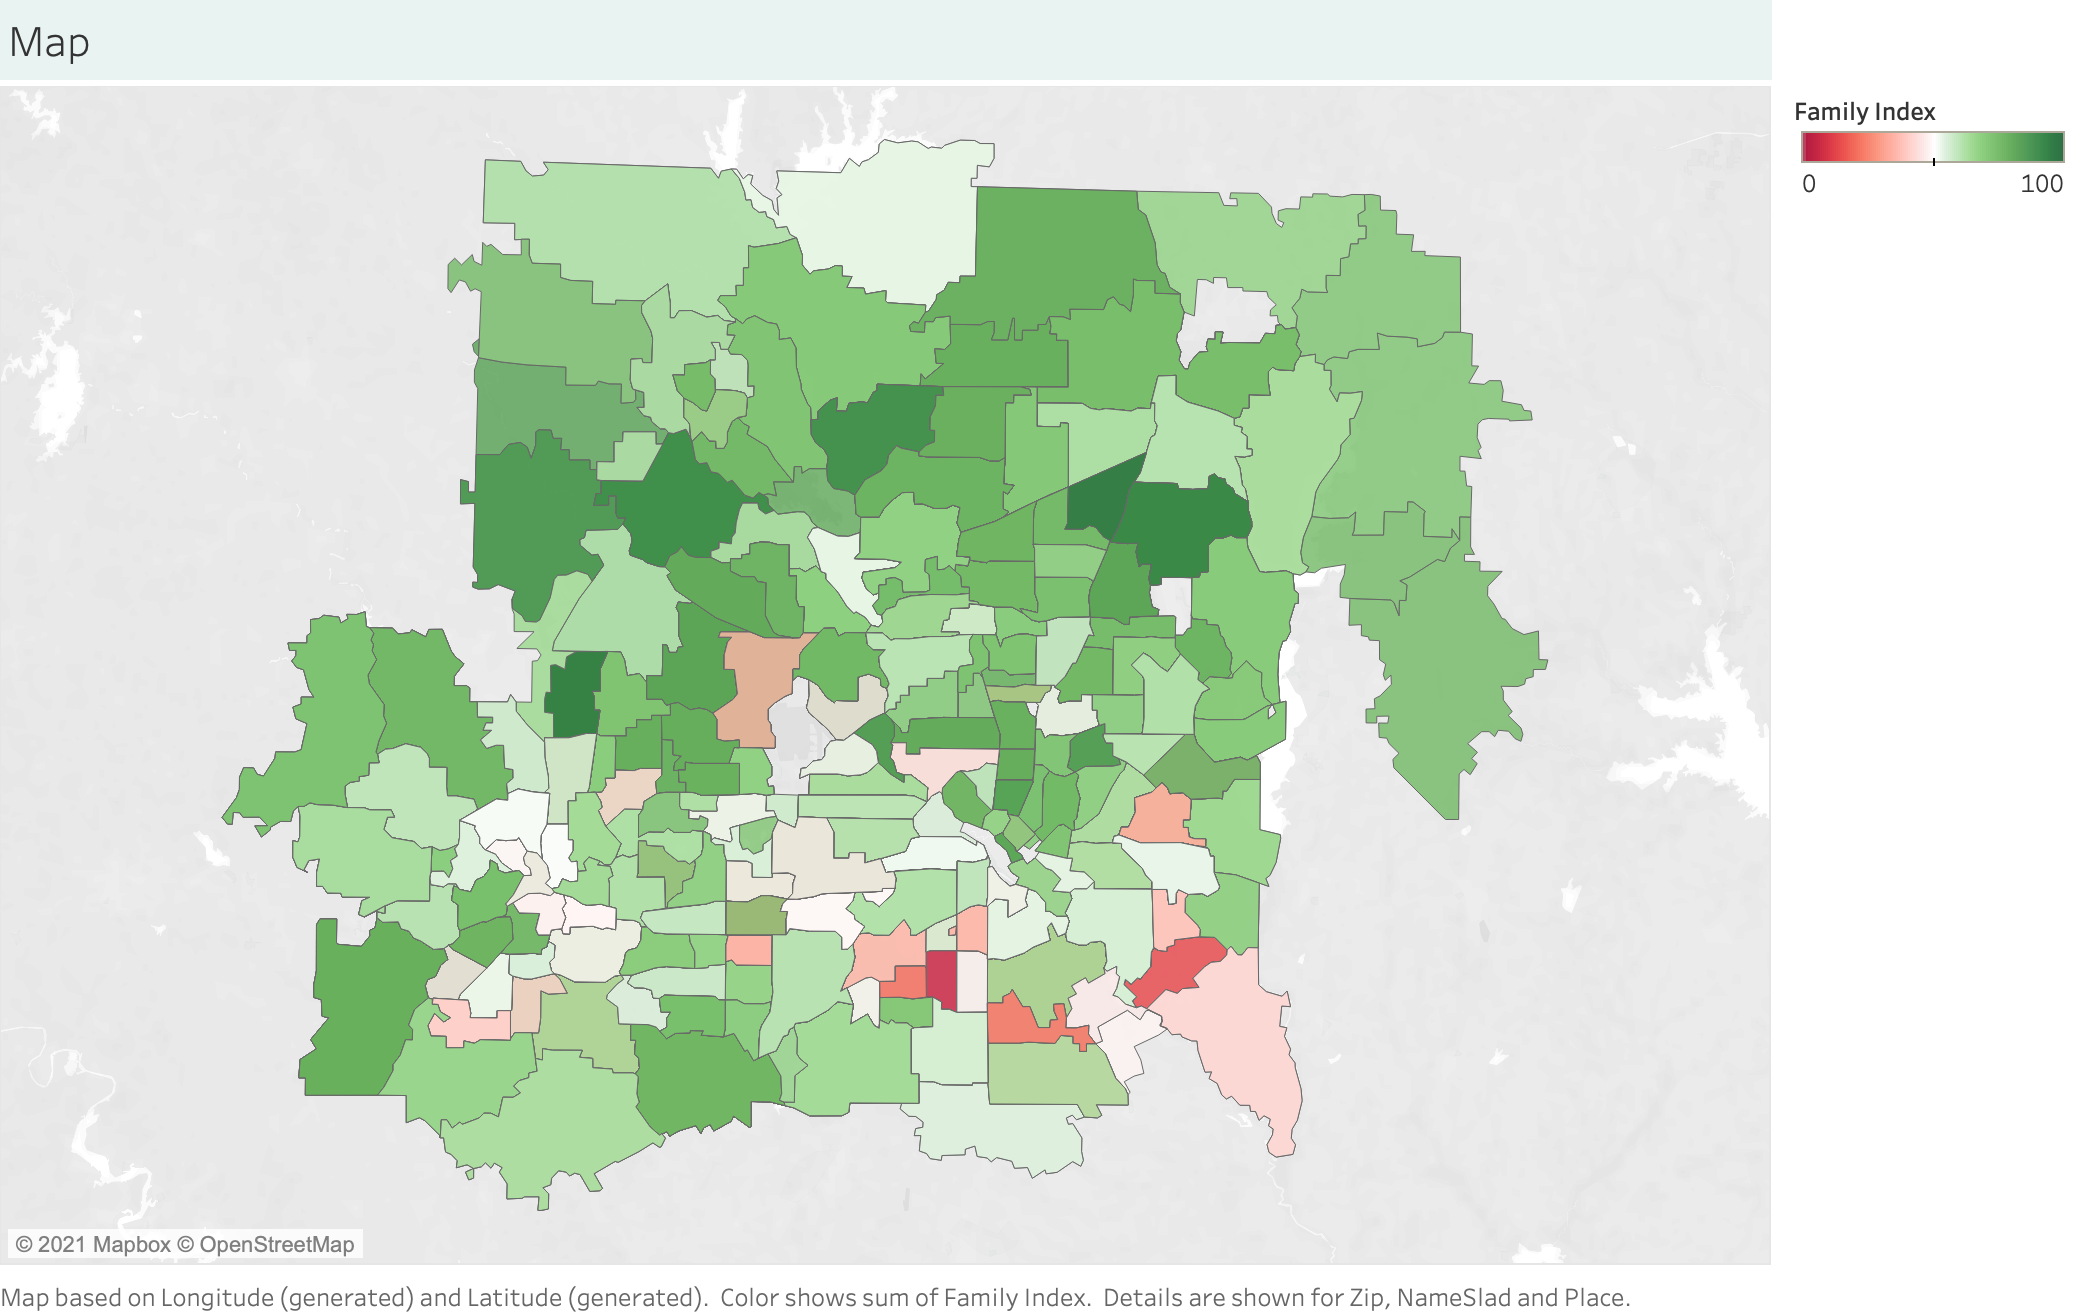 Map
Family Index
0 100
© 2021 Mapbox © OpenStreetMap
Map based on Longitude (generated) and Latitude (generated). Color shows sum of Family Index. Details are shown for Zip, NameSlad and Place.